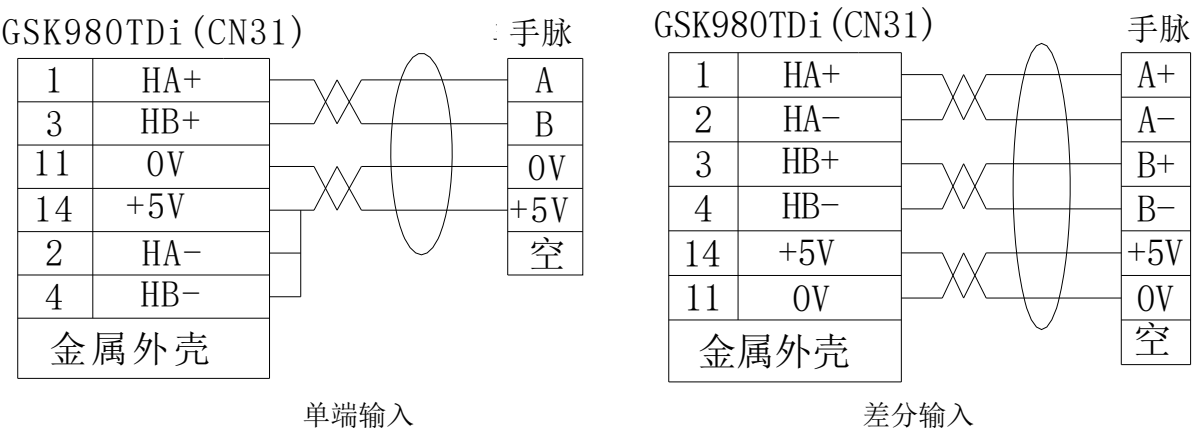 GSK980TDi(CN31) 手脉
1 HA+ A
3 HB+ B
11 0V 0V
14 +5V +5V
2 HA- 空
4 HB-
金属外壳
单端输入
GSK980TDi(CN31) 手脉
1 HA+ A+
2 HA- A-
3 HB+ B+
4 HB- B-
14 +5V +5V
11 0V 0V
金属外壳 空
差分输入